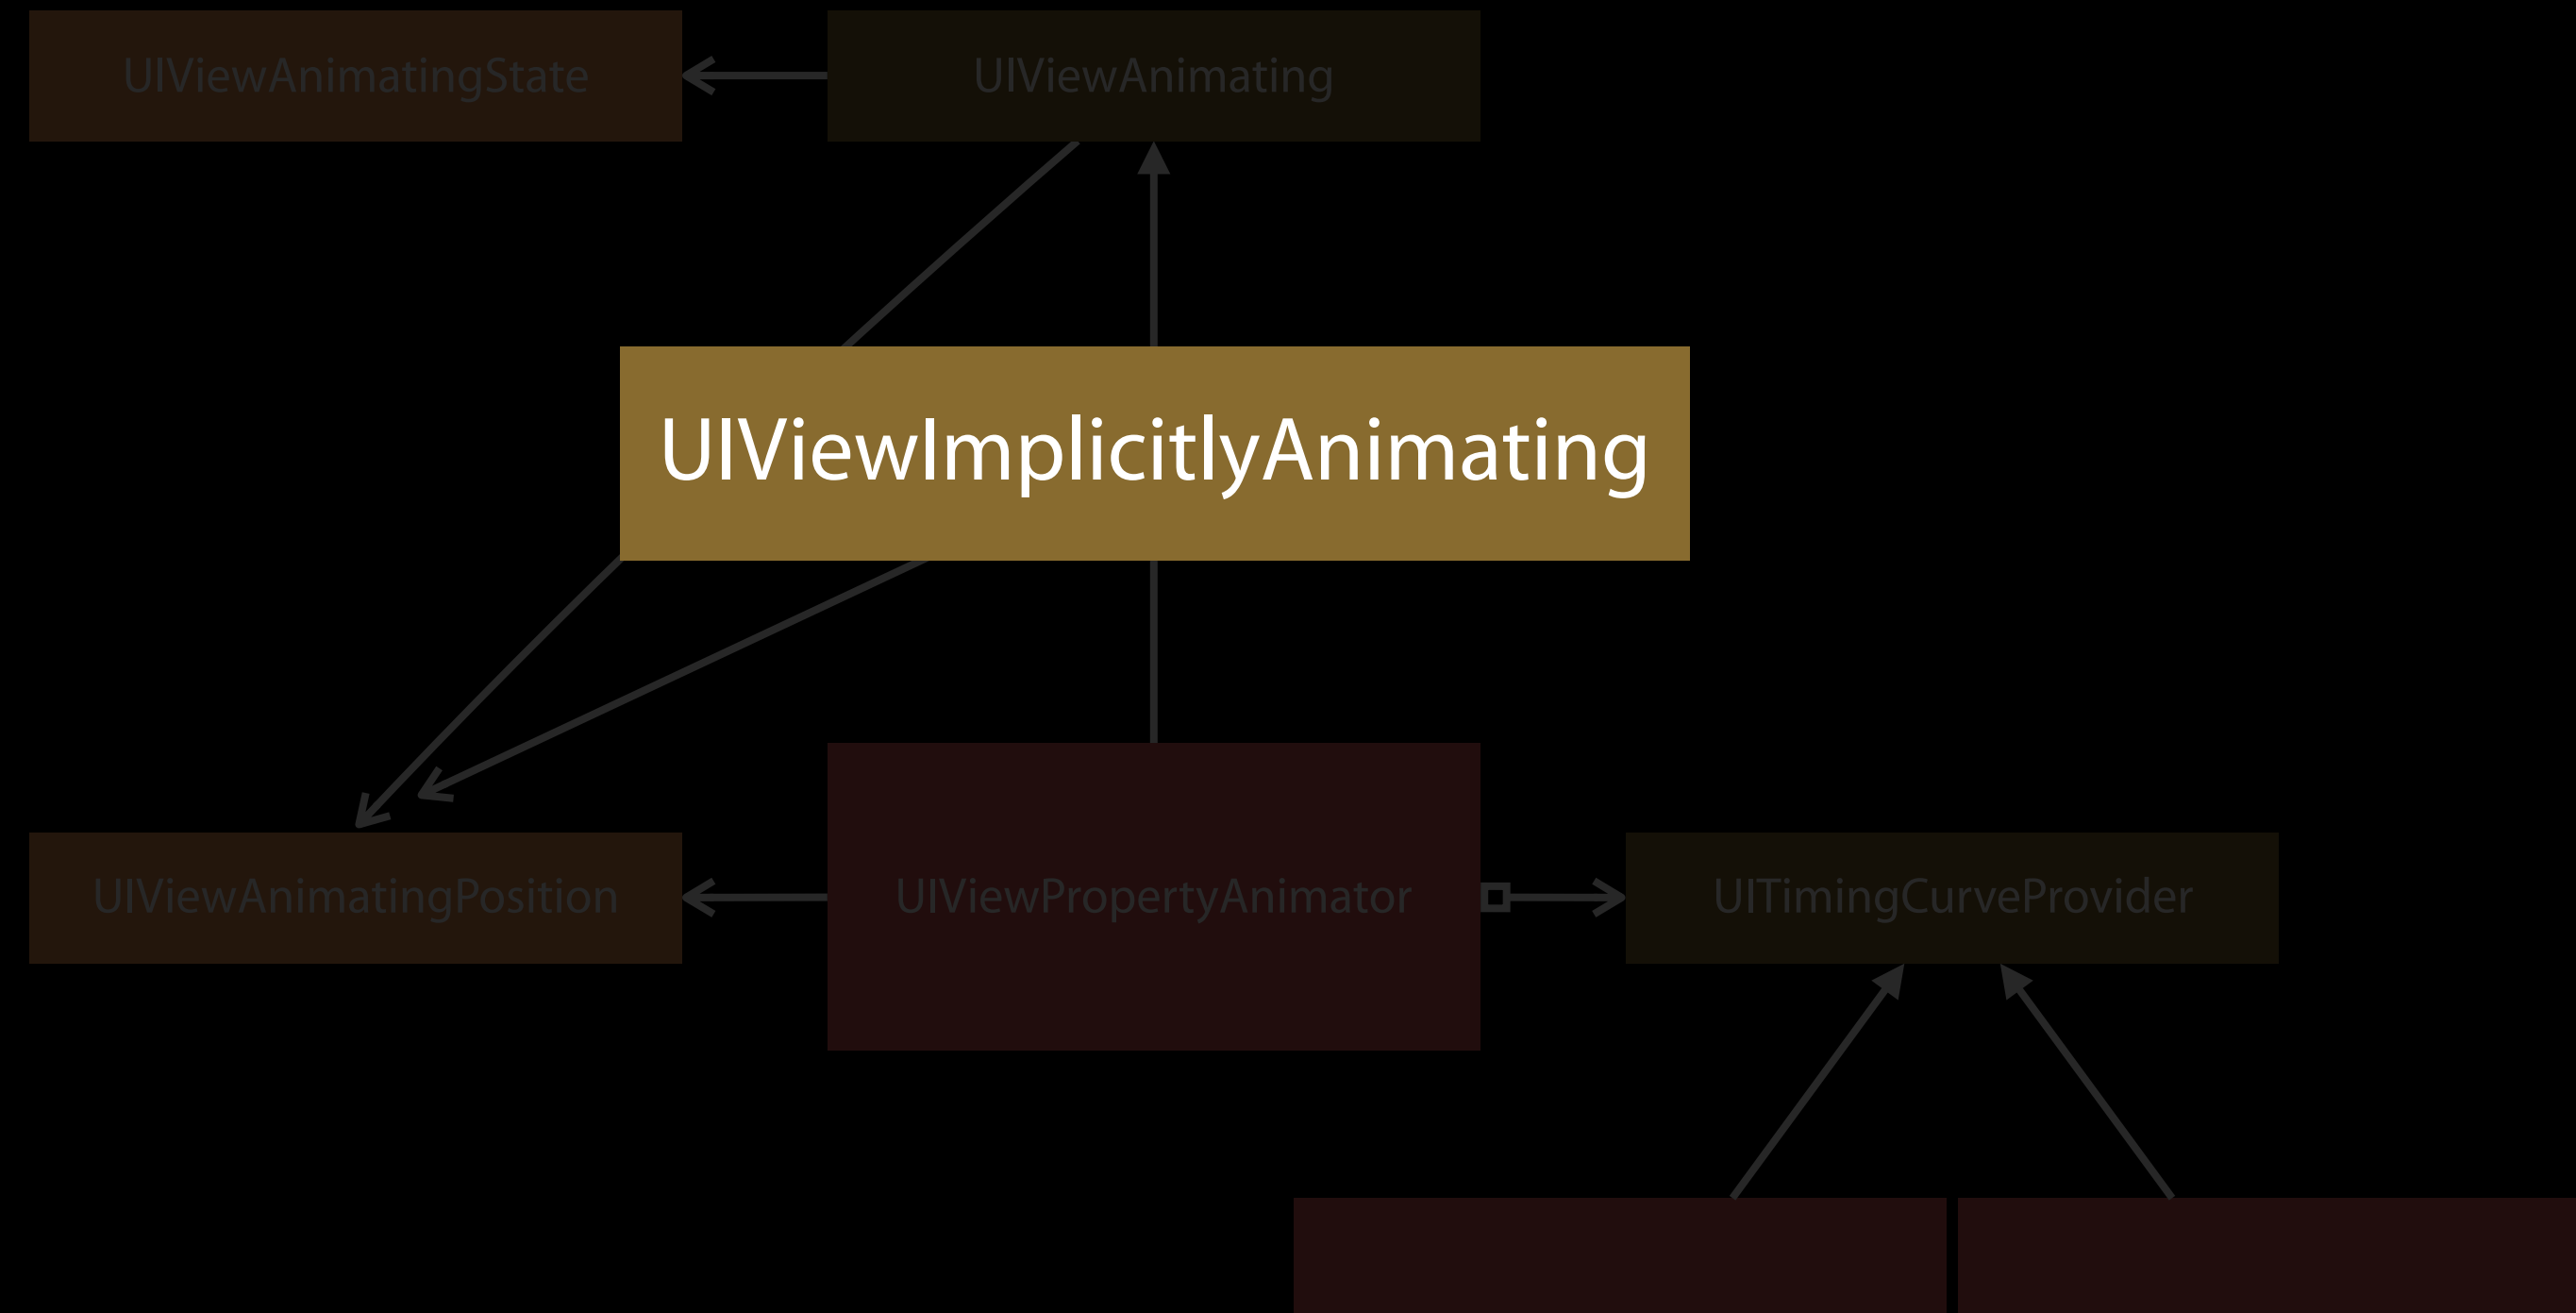 UIViewAnimatingState
UIViewAnimating
UIViewImplicitlyAnimating
UIViewAnimatingPosition
UIViewPropertyAnimator
UITimingCurveProvider